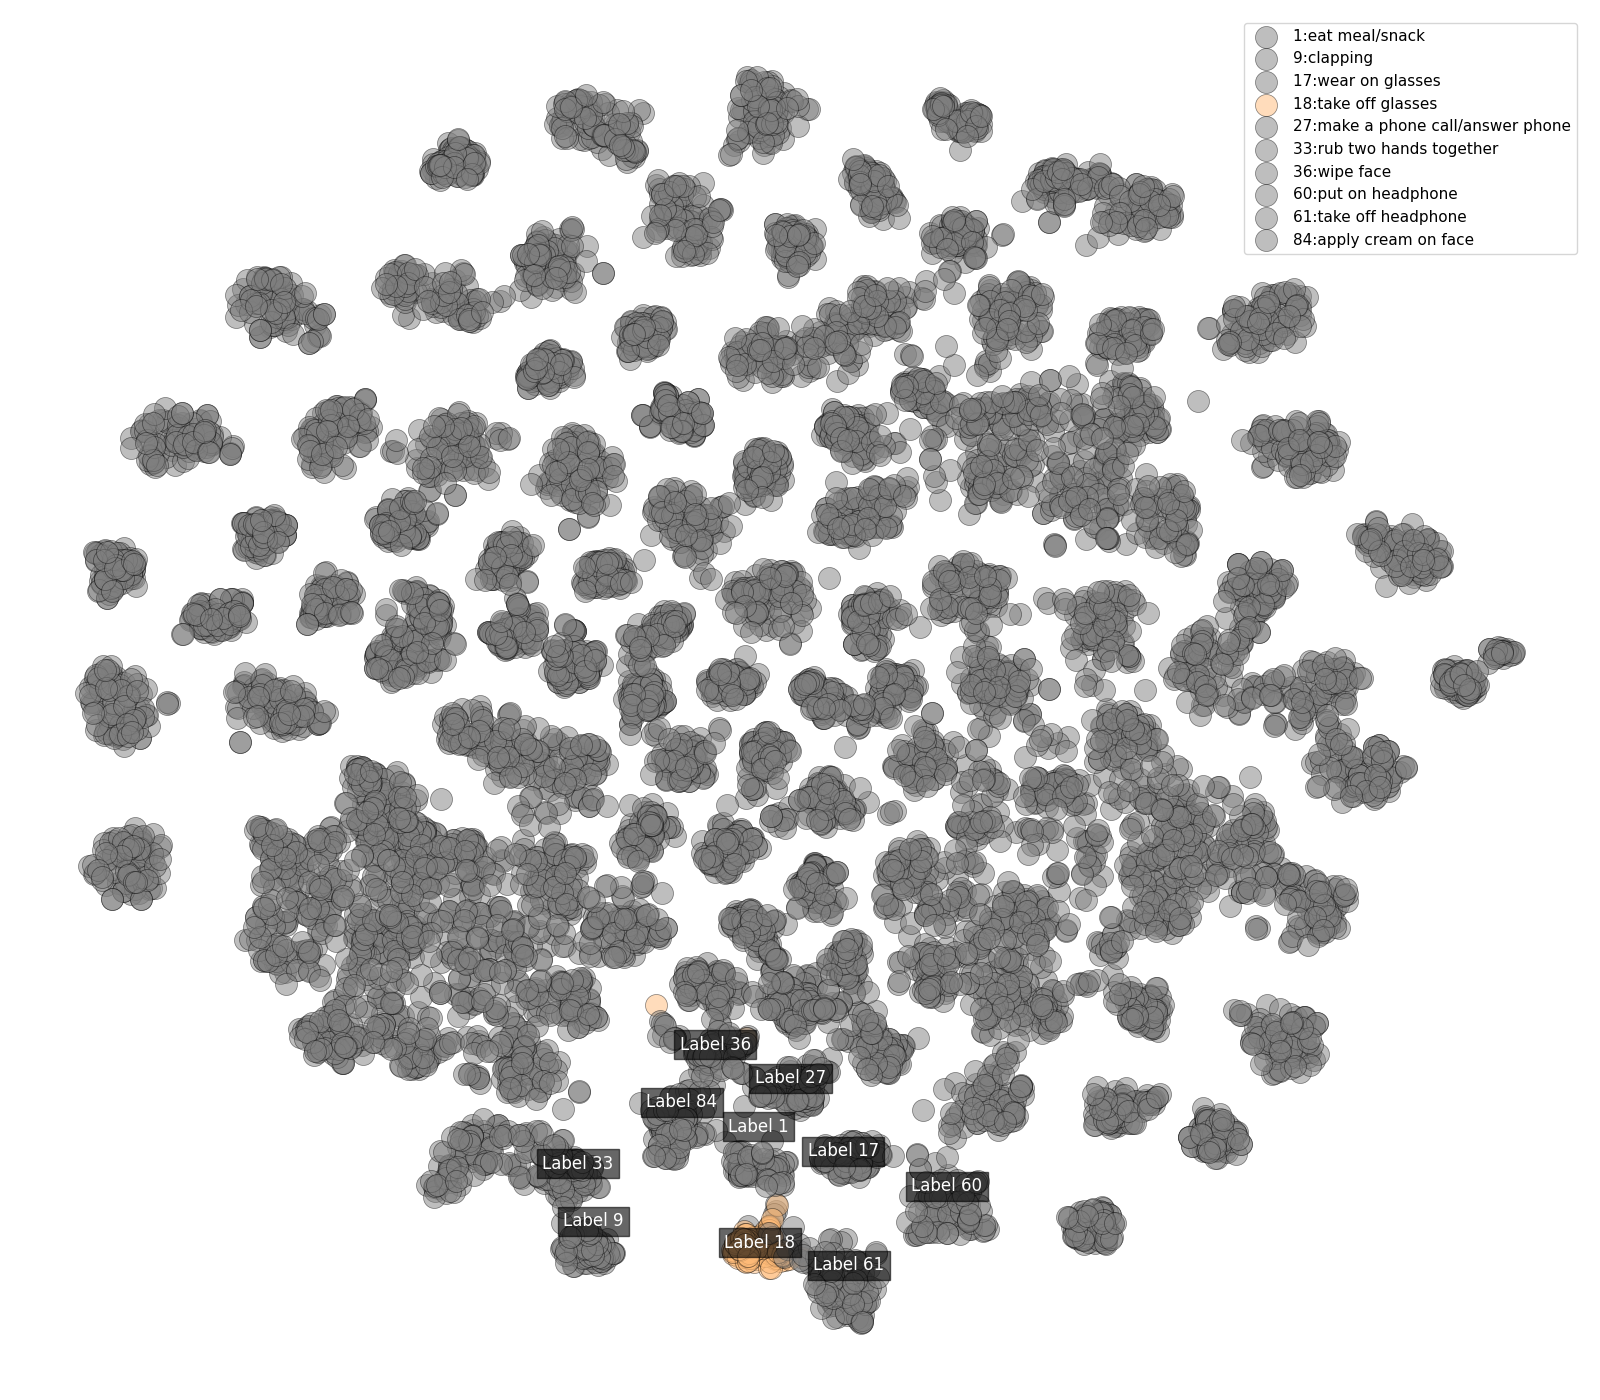 1:eat meal/snack
9:clapping
17:wear on glasses
18:take off glasses
27:make a phone call/answer phone
33:rub two hands together
36:wipe face
60:put on headphone
61:take off headphone
84:apply cream on face
Label 36
Label 27
Label 84
Label 1
Label 17
Label 33
Label 60
Label 9
Label 18
Label 61